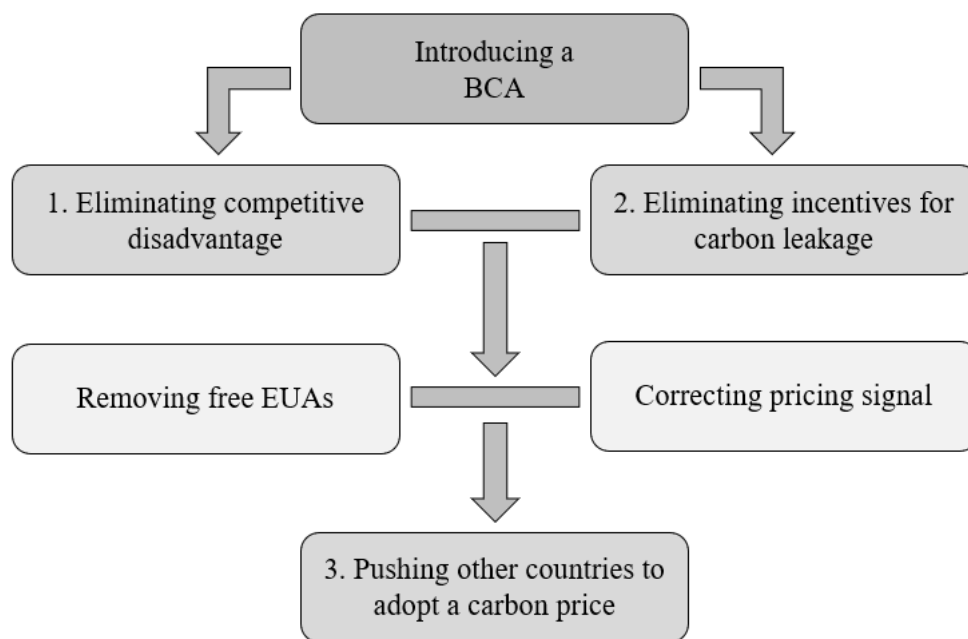 Introducing a
BCA
1. Eliminating competitive
disadvantage
2. Eliminating incentives for
carbon leakage
Removing free EUAs
Correcting pricing signal
3. Pushing other countries to
adopt a carbon price